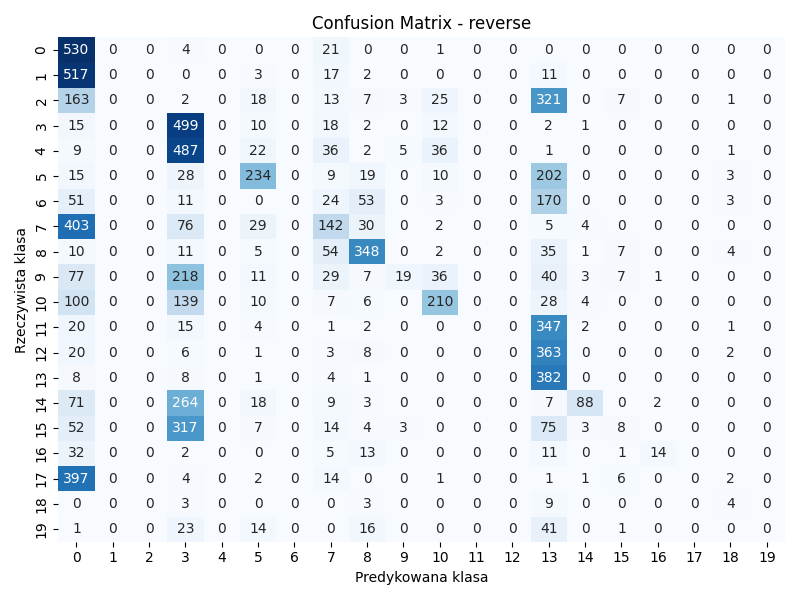 Confusion Matrix - reverse
Rzeczywista klasa
0 530 0 0 4 0 0 0 21 0 0 1 0 0 0 0 0 0 0 0 0
1 517 0 0 0 0 3 0 17 2 0 0 0 0 11 0 0 0 0 0 0
2 163 0 0 2 0 18 0 13 7 3 25 0 0 321 0 7 0 0 1 0
3 15 0 0 499 0 10 0 18 2 0 12 0 0 2 1 0 0 0 0 0
4 9 0 0 487 0 22 0 36 2 5 36 0 0 1 0 0 0 0 1 0
5 15 0 0 28 0 234 0 9 19 0 10 0 0 202 0 0 0 0 3 0
6 51 0 0 11 0 0 0 24 53 0 3 0 0 170 0 0 0 0 3 0
7 403 0 0 76 0 29 0 142 30 0 2 0 0 5 4 0 0 0 0 0
8 10 0 0 11 0 5 0 54 348 0 2 0 0 35 1 7 0 0 4 0
9 77 0 0 218 0 11 0 29 7 19 36 0 0 40 3 7 1 0 0 0
10 100 0 0 139 0 10 0 7 6 0 210 0 0 28 4 0 0 0 0 0
11 20 0 0 15 0 4 0 1 2 0 0 0 0 347 2 0 0 0 1 0
12 20 0 0 6 0 1 0 3 8 0 0 0 0 363 0 0 0 0 2 0
13 8 0 0 8 0 1 0 4 1 0 0 0 0 382 0 0 0 0 0 0
14 71 0 0 264 0 18 0 9 3 0 0 0 0 7 88 0 2 0 0 0
15 52 0 0 317 0 7 0 14 4 3 0 0 0 75 3 8 0 0 0 0
16 32 0 0 2 0 0 0 5 13 0 0 0 0 11 0 1 14 0 0 0
17 397 0 0 4 0 2 0 14 0 0 1 0 0 1 1 6 0 0 2 0
18 0 0 0 3 0 0 0 0 3 0 0 0 0 9 0 0 0 0 4 0
19 1 0 0 23 0 14 0 0 16 0 0 0 0 41 0 1 0 0 0 0
0 1 2 3 4 5 6 7 8 9 10 11 12 13 14 15 16 17 18 19
Predykowana klasa